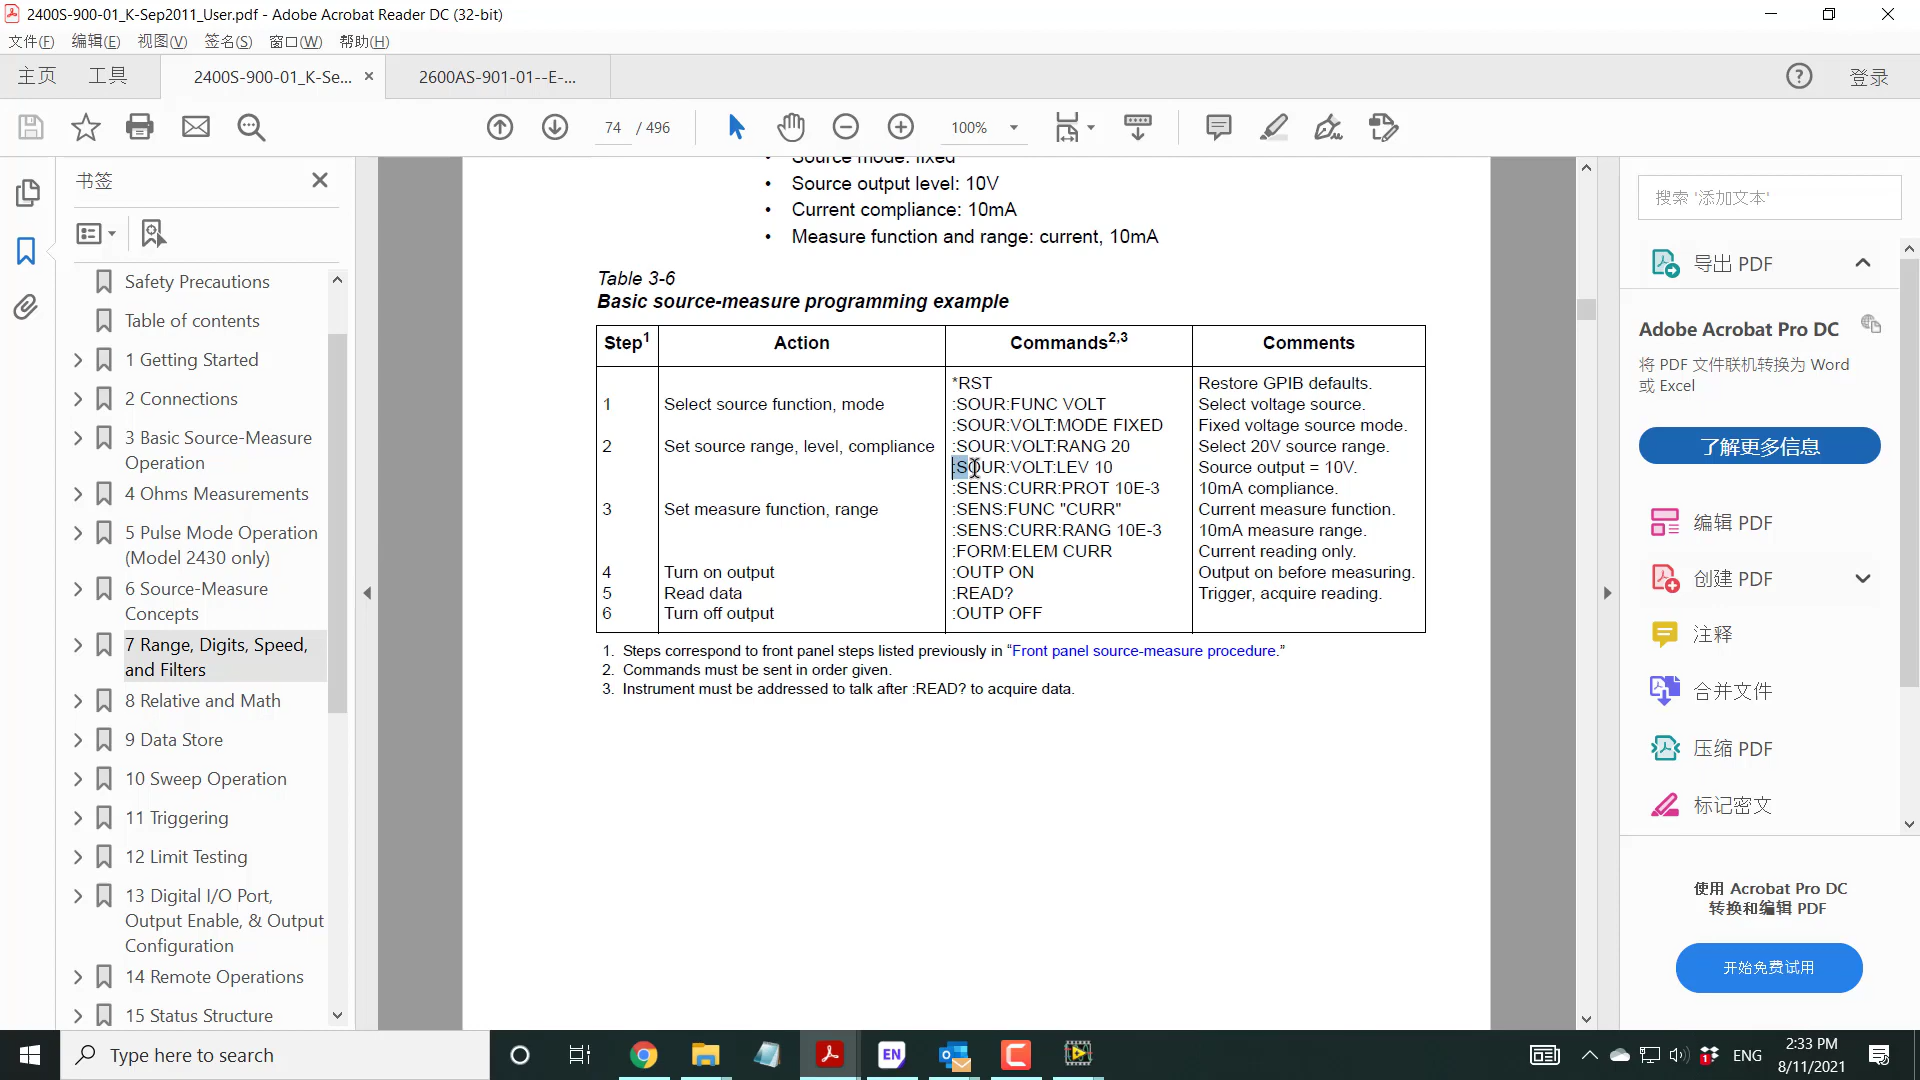 2400S-900-01_K-Sep2011_User.pdf - Adobe Acrobat Reader DC (32-bit)
文件(F) 编辑(E) 视图(V) 签名(S) 窗口(W) 帮助(H)
主页 工具 2400S-900-01_K-Se... × 2600AS-901-01--E-... 登录
74 / 496 100%
书签
Safety Precautions
Table of contents
1 Getting Started
2 Connections
3 Basic Source-Measure
Operation
4 Ohms Measurements
5 Pulse Mode Operation
(Model 2430 only)
6 Source-Measure
Concepts
7 Range, Digits, Speed,
and Filters
8 Relative and Math
9 Data Store
10 Sweep Operation
11 Triggering
12 Limit Testing
13 Digital I/O Port,
Output Enable, & Output
Configuration
14 Remote Operations
15 Status Structure
• Source mode: fixed
• Source output level: 10V
• Current compliance: 10mA
• Measure function and range: current, 10mA
Table 3-6
Basic source-measure programming example
Step1 Action Commands2,3 Comments
*RST Restore GPIB defaults.
1 Select source function, mode :SOUR:FUNC VOLT Select voltage source.
:SOUR:VOLT:MODE FIXED Fixed voltage source mode.
2 Set source range, level, compliance :SOUR:VOLT:RANG 20 Select 20V source range.
:SOUR:VOLT:LEV 10 Source output = 10V.
:SENS:CURR:PROT 10E-3 10mA compliance.
3 Set measure function, range :SENS:FUNC "CURR" Current measure function.
:SENS:CURR:RANG 10E-3 10mA measure range.
:FORM:ELEM CURR Current reading only.
4 Turn on output :OUTP ON Output on before measuring.
5 Read data :READ? Trigger, acquire reading.
6 Turn off output :OUTP OFF
1. Steps correspond to front panel steps listed previously in “Front panel source-measure procedure.”
2. Commands must be sent in order given.
3. Instrument must be addressed to talk after :READ? to acquire data.
搜索 '添加文本'
导出 PDF
Adobe Acrobat Pro DC
将 PDF 文件联机转换为 Word
或 Excel
了解更多信息
编辑 PDF
创建 PDF
注释
合并文件
压缩 PDF
标记密文
使用 Acrobat Pro DC
转换和编辑 PDF
开始免费试用
Type here to search
EN
ENG
2:33 PM
8/11/2021